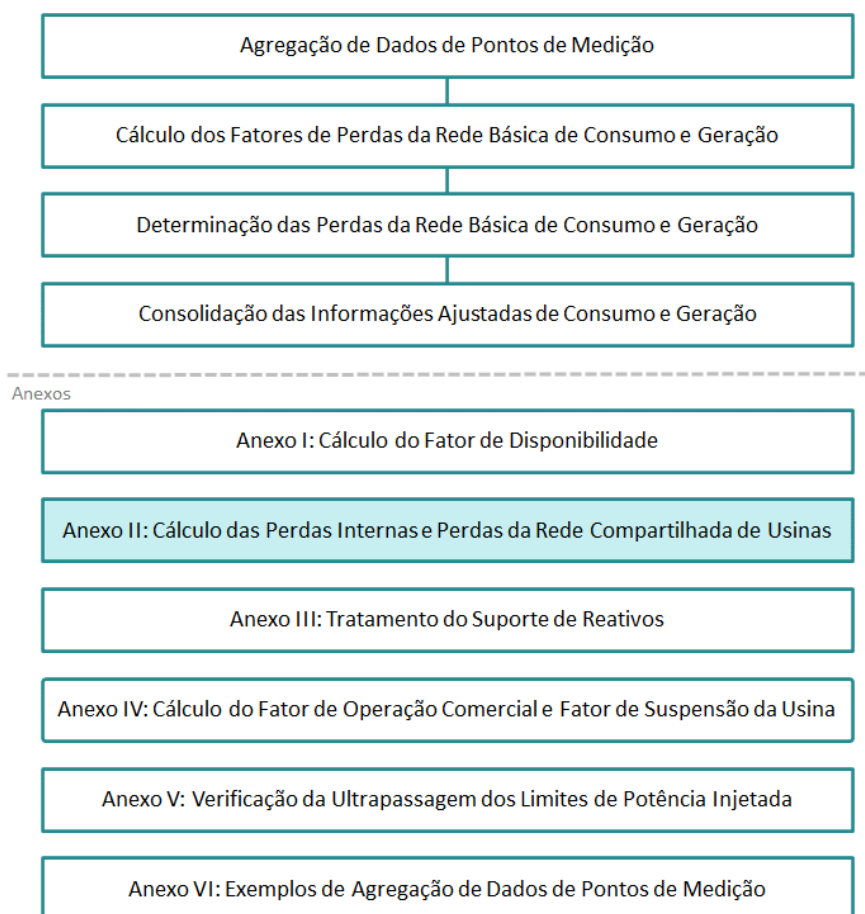 Agregação de Dados de Pontos de Medição
Cálculo dos Fatores de Perdas da Rede Básica de Consumo e Geração
Determinação das Perdas da Rede Básica de Consumo e Geração
Consolidação das Informações Ajustadas de Consumo e Geração
Anexos
Anexo I: Cálculo do Fator de Disponibilidade
Anexo II: Cálculo das Perdas Internas e Perdas da Rede Compartilhada de Usinas
Anexo III: Tratamento do Suporte de Reativos
Anexo IV: Cálculo do Fator de Operação Comercial e Fator de Suspensão da Usina
Anexo V: Verificação da Ultrapassagem dos Limites de Potência Injetada
Anexo VI: Exemplos de Agregação de Dados de Pontos de Medição